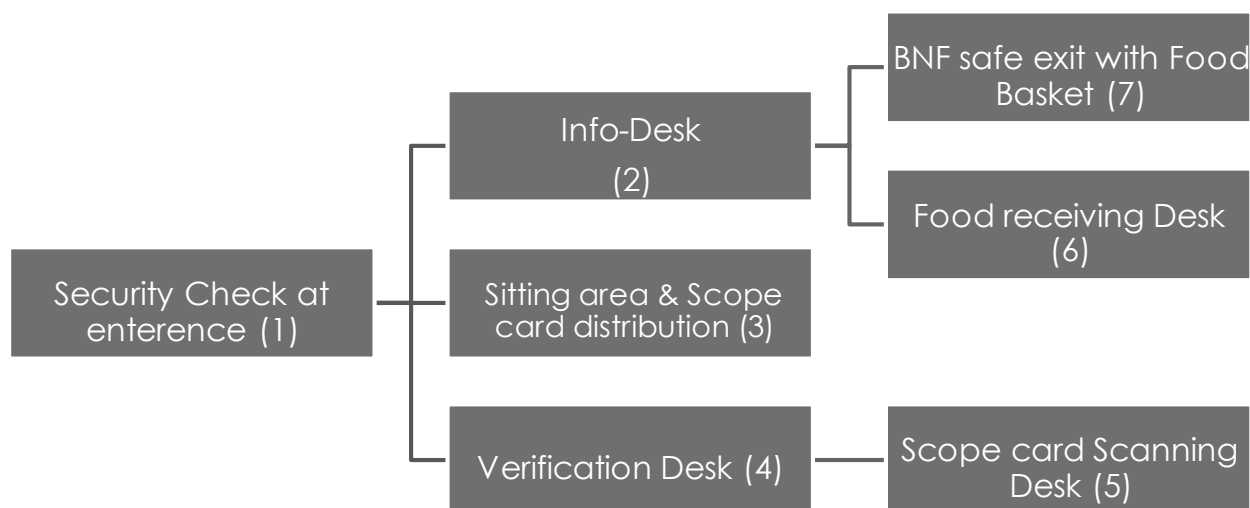 Security Check at
enterence (1)
Info-Desk
(2)
Sitting area & Scope
card distribution (3)
Verification Desk (4)
BNF safe exit with Food
Basket (7)
Food receiving Desk
(6)
Scope card Scanning
Desk (5)